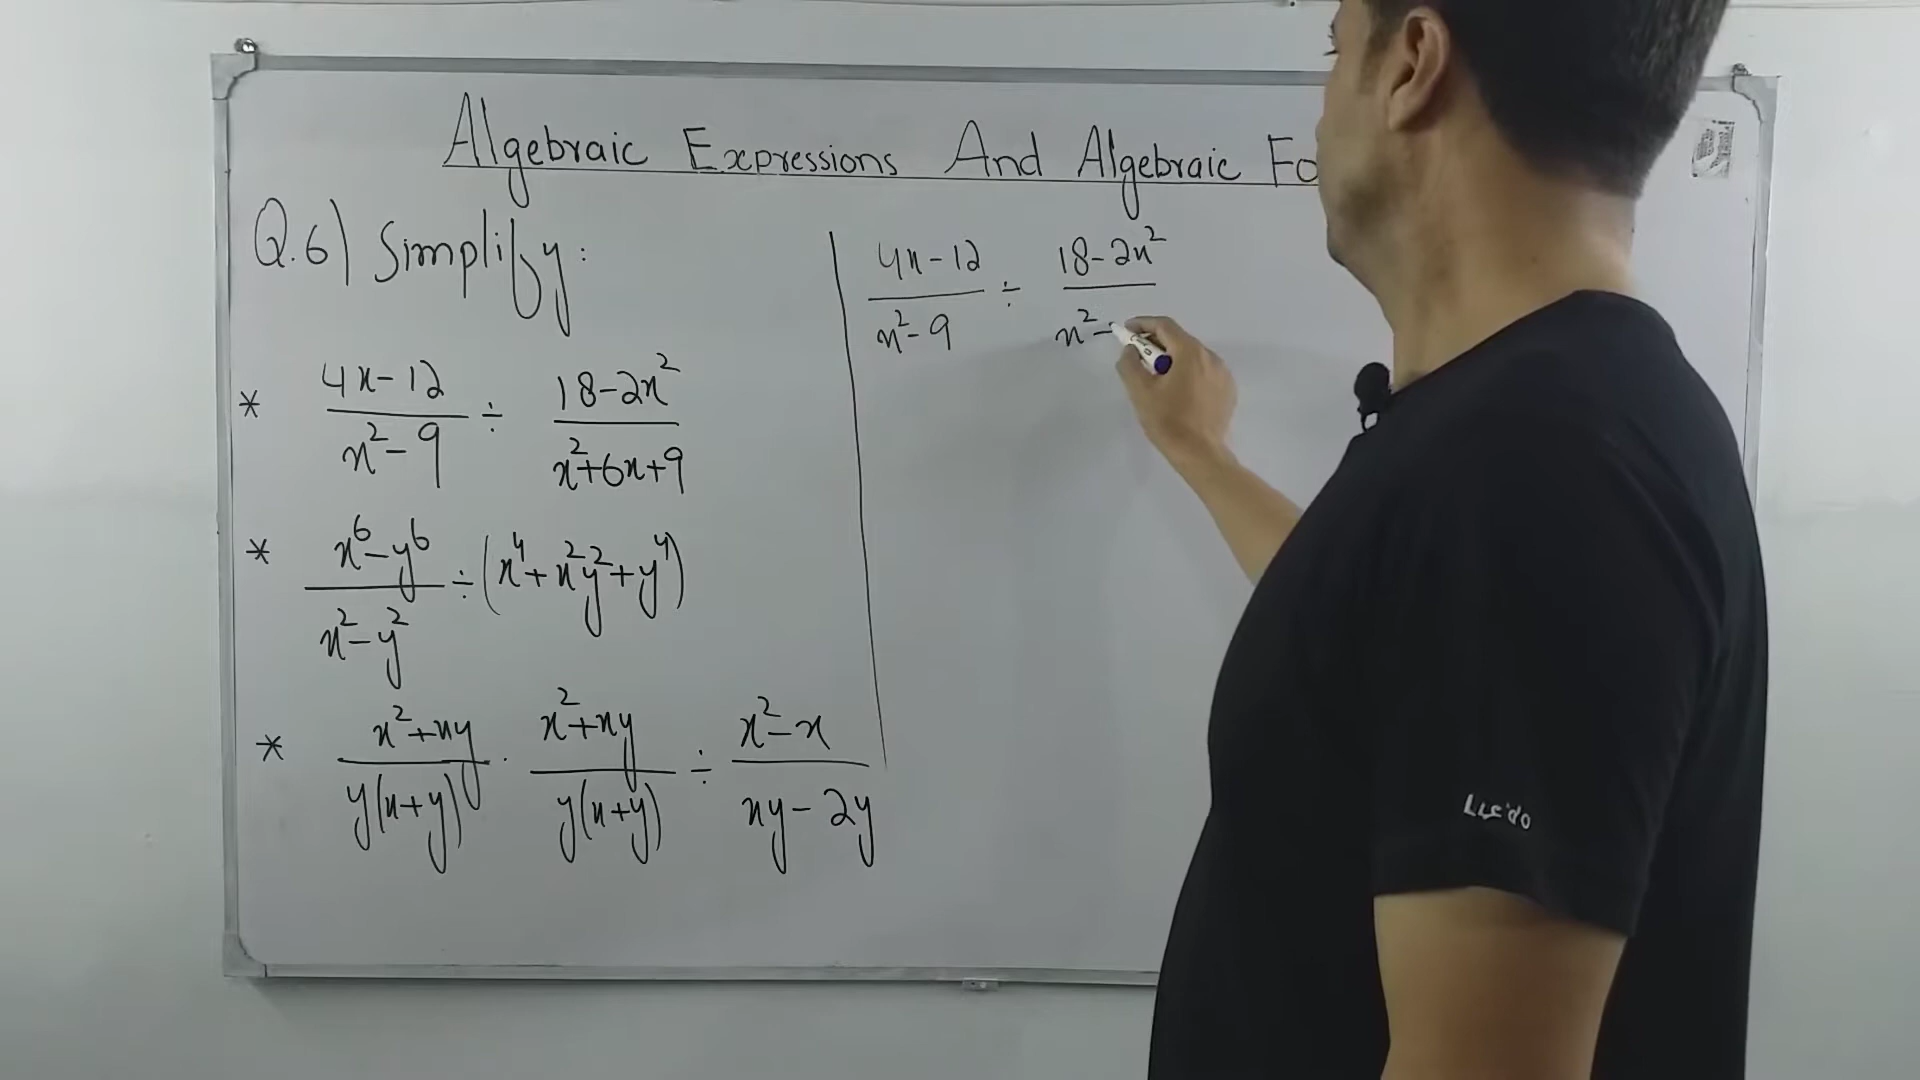 Algebraic Expressions And Algebraic Fo
Q.6) Simplify:
* (4x-12)/(x²-9) ÷ (18-2x²)/(x²+6x+9)
* (x⁶-y⁶)/(x²-y²) ÷ (x⁴+x²y²+y⁴)
* (x²+xy)/(y(x+y)) · (x²+xy)/(y(x+y)) ÷ (x²-x)/(xy-2y)
(4x-12)/(x²-9) ÷ (18-2x²)/(x²-